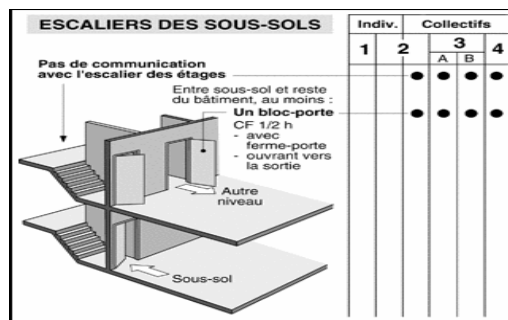 ESCALIERS DES SOUS-SOLS
Indiv. Collectifs
1 2 3 4
A B
Pas de communication
avec l'escalier des étages
Entre sous-sol et reste
du bâtiment, au moins :
Un bloc-porte
CF 1/2 h
- avec
ferme-porte
- ouvrant vers
la sortie
Autre
niveau
Sous-sol